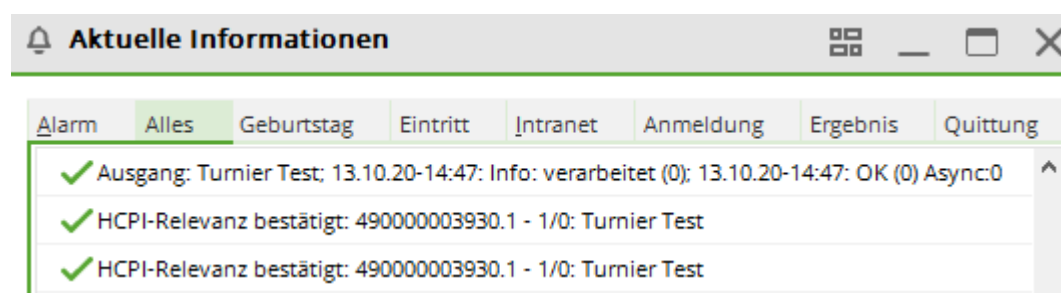 Aktuelle Informationen
Alarm Alles Geburtstag Eintritt Intranet Anmeldung Ergebnis Quittung
Ausgang: Turnier Test; 13.10.20-14:47: Info: verarbeitet (0); 13.10.20-14:47: OK (0) Async:0
HCPI-Relevanz bestätigt: 490000003930.1 - 1/0: Turnier Test
HCPI-Relevanz bestätigt: 490000003930.1 - 1/0: Turnier Test